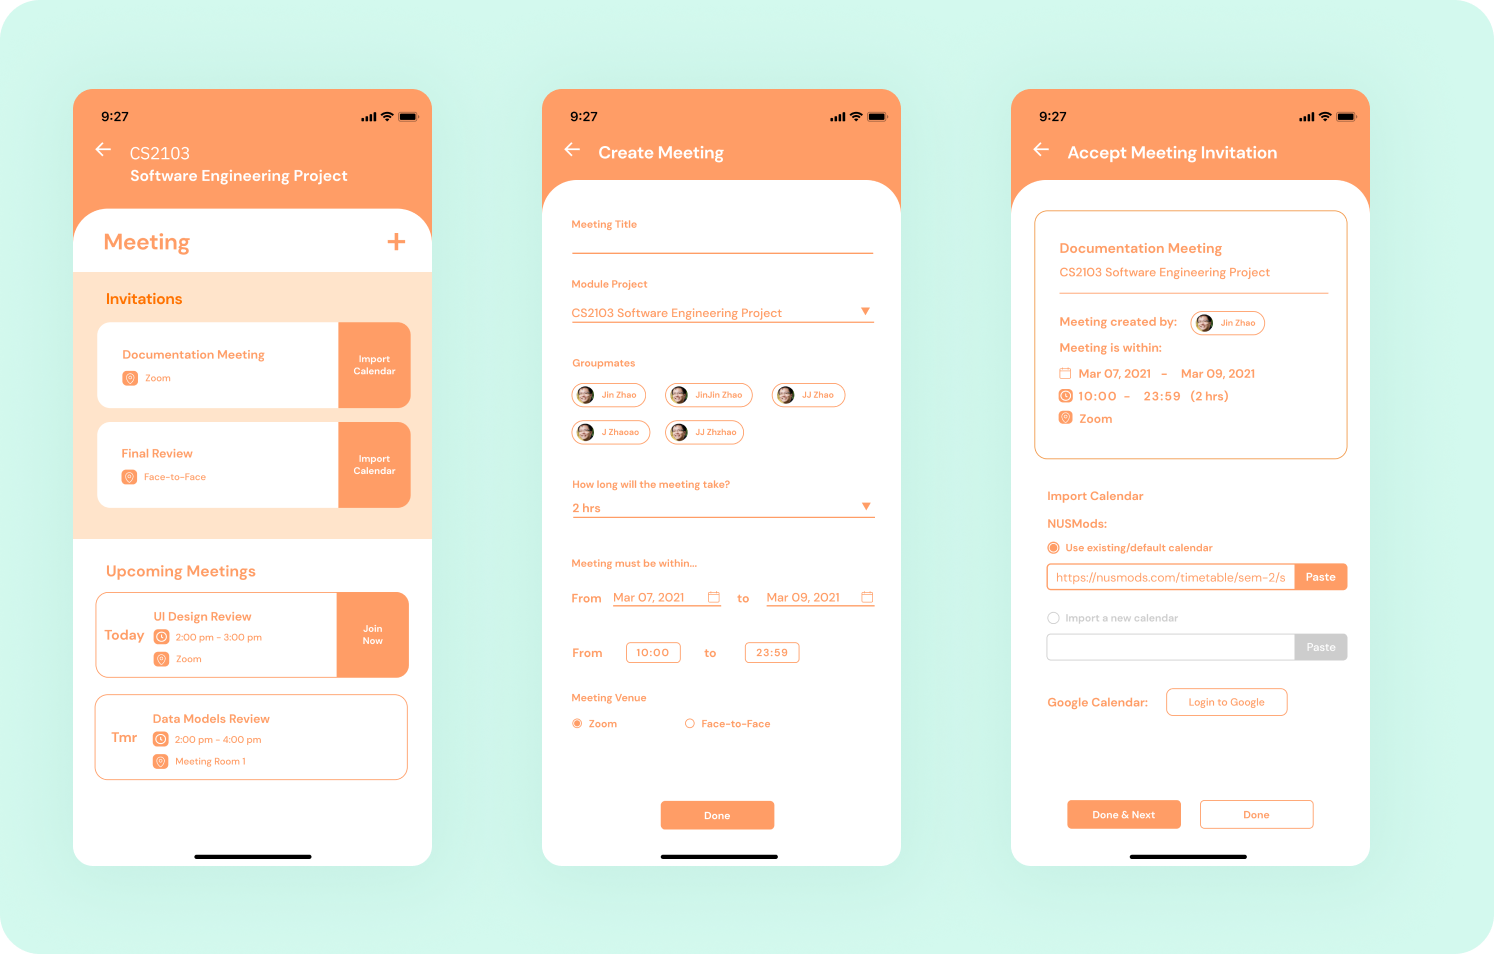 9:27
CS2103
Software Engineering Project
Meeting
+
Invitations
Documentation Meeting
Zoom
Import
Calendar
Final Review
Face-to-Face
Import
Calendar
Upcoming Meetings
Today
UI Design Review
2:00 pm - 3:00 pm
Zoom
Join
Now
Tmr
Data Models Review
2:00 pm - 4:00 pm
Meeting Room 1
9:27
Create Meeting
Meeting Title
Module Project
CS2103 Software Engineering Project
Groupmates
Jin Zhao
JinJin Zhao
JJ Zhao
J Zhaoao
JJ Zhzhao
How long will the meeting take?
2 hrs
Meeting must be within...
From Mar 07, 2021 to Mar 09, 2021
From 10:00 to 23:59
Meeting Venue
Zoom
Face-to-Face
Done
9:27
Accept Meeting Invitation
Documentation Meeting
CS2103 Software Engineering Project
Meeting created by: Jin Zhao
Meeting is within:
Mar 07, 2021 - Mar 09, 2021
10:00 - 23:59 (2 hrs)
Zoom
Import Calendar
NUSMods:
Use existing/default calendar
https://nusmods.com/timetable/sem-2/s
Paste
Import a new calendar
Paste
Google Calendar: Login to Google
Done & Next
Done